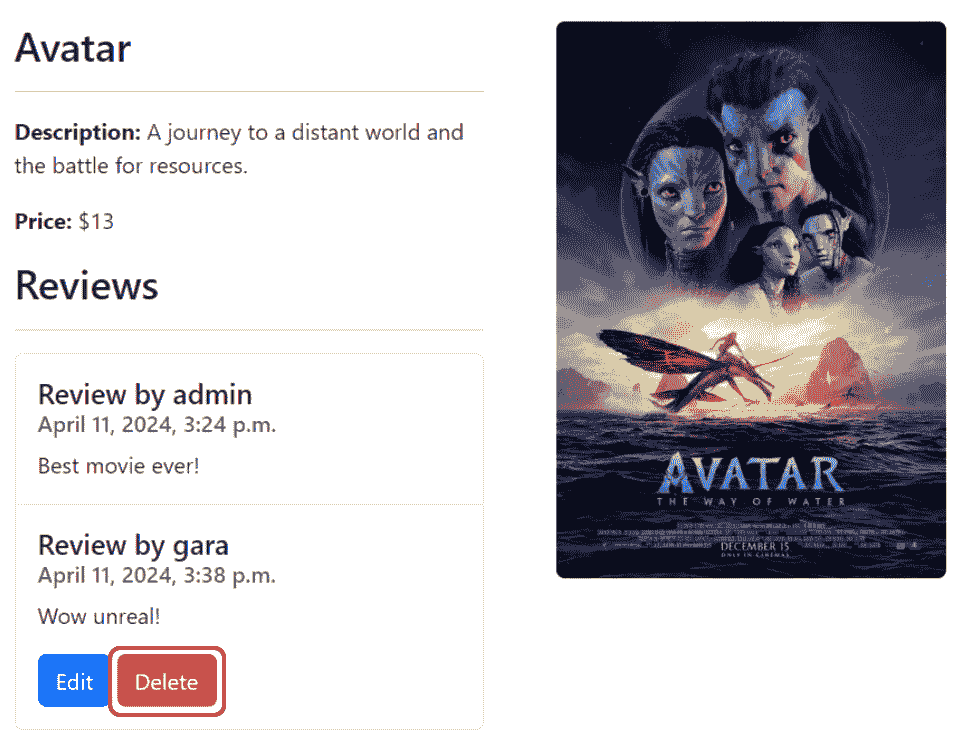 Avatar
Description: A journey to a distant world and
the battle for resources.
Price: $13
Reviews
Review by admin
April 11, 2024, 3:24 p.m.
Best movie ever!
Review by gara
April 11, 2024, 3:38 p.m.
Wow unreal!
Edit Delete
AVATAR
THE WAY OF WATER
DECEMBER 15
ONLY IN CINEMAS